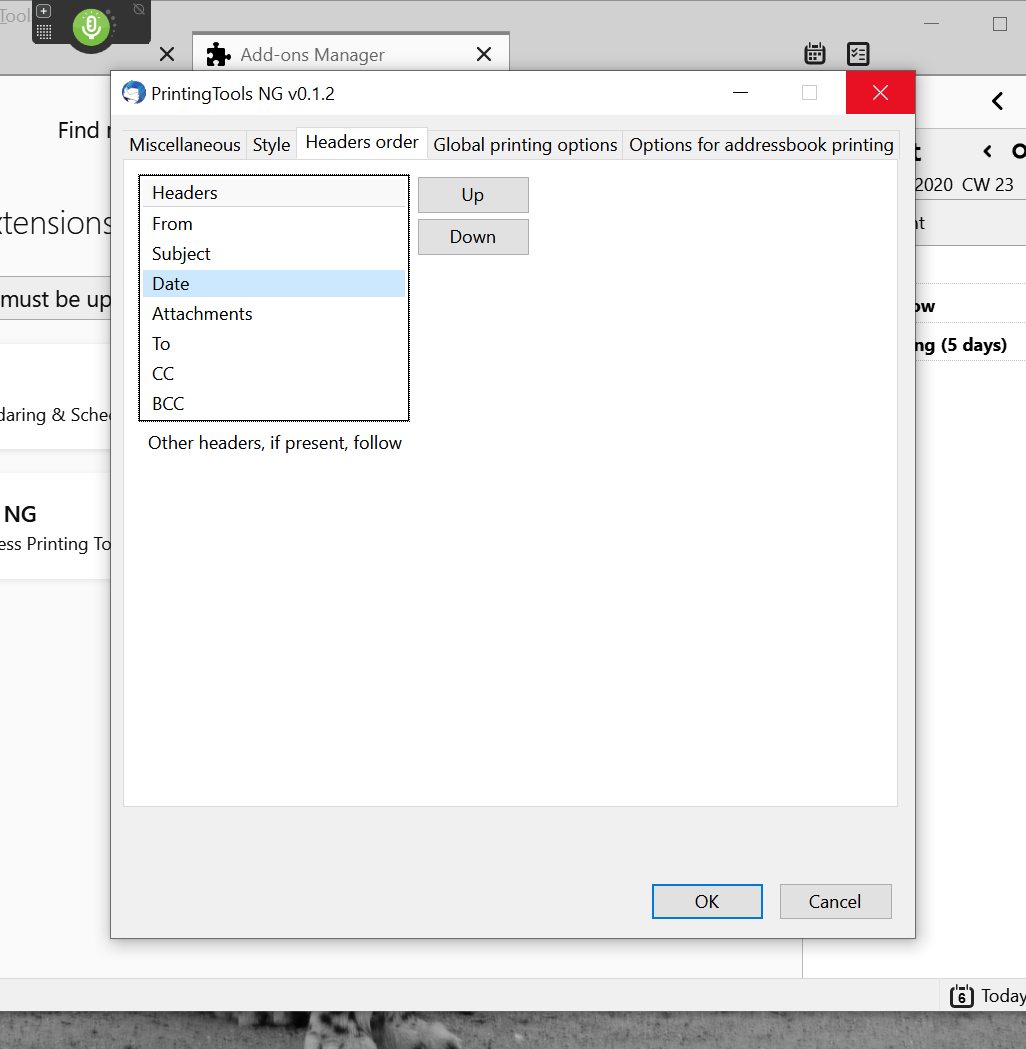 Tool
Add-ons Manager
PrintingTools NG v0.1.2
Find
Miscellaneous Style Headers order Global printing options Options for addressbook printing
2020 CW 23
Headers
Up
From
Down
Subject
Date
Attachments
To
CC
BCC
Other headers, if present, follow
xtensions
must be up
ow
ng (5 days)
daring & Sche
NG
ess Printing To
OK
Cancel
6
Today